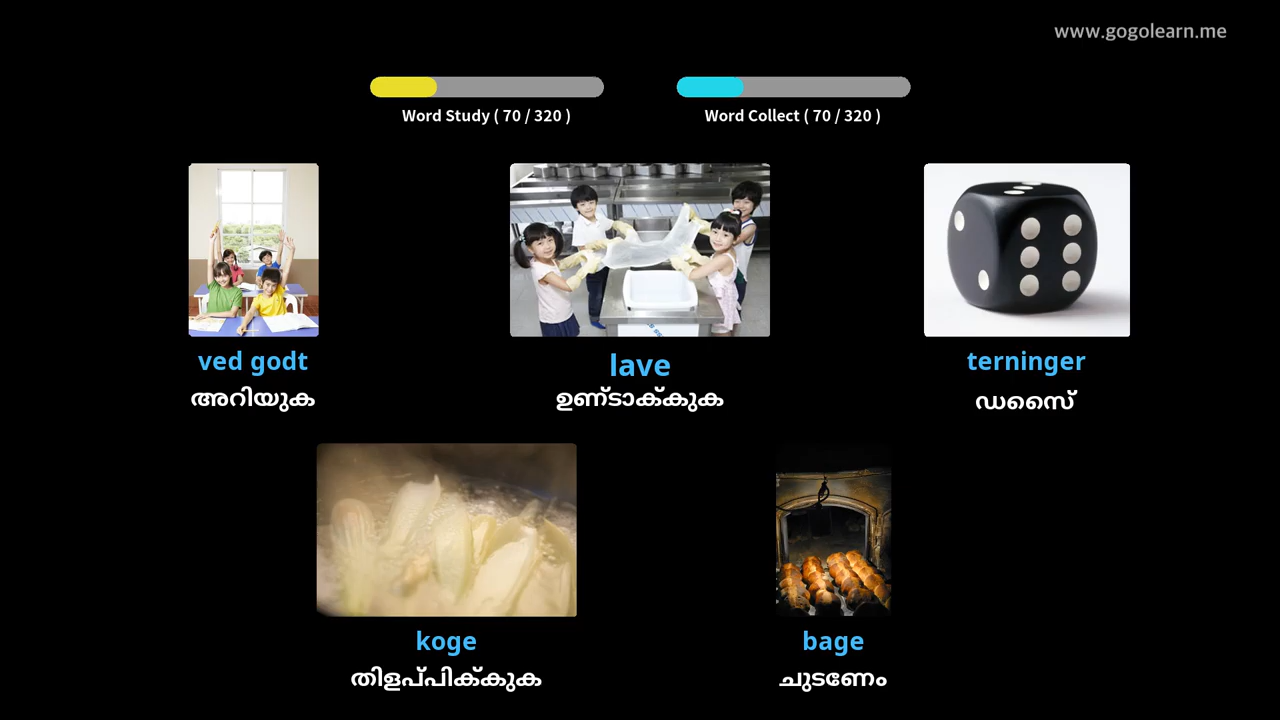 www.gogolearn.me
Word Study ( 70 / 320 )
Word Collect ( 70 / 320 )
ved godt
അറിയുക
lave
ഉണ്ടാക്കുക
terninger
ഡസൈ്
koge
തിളപ്പിക്കുക
bage
ചുടണേം